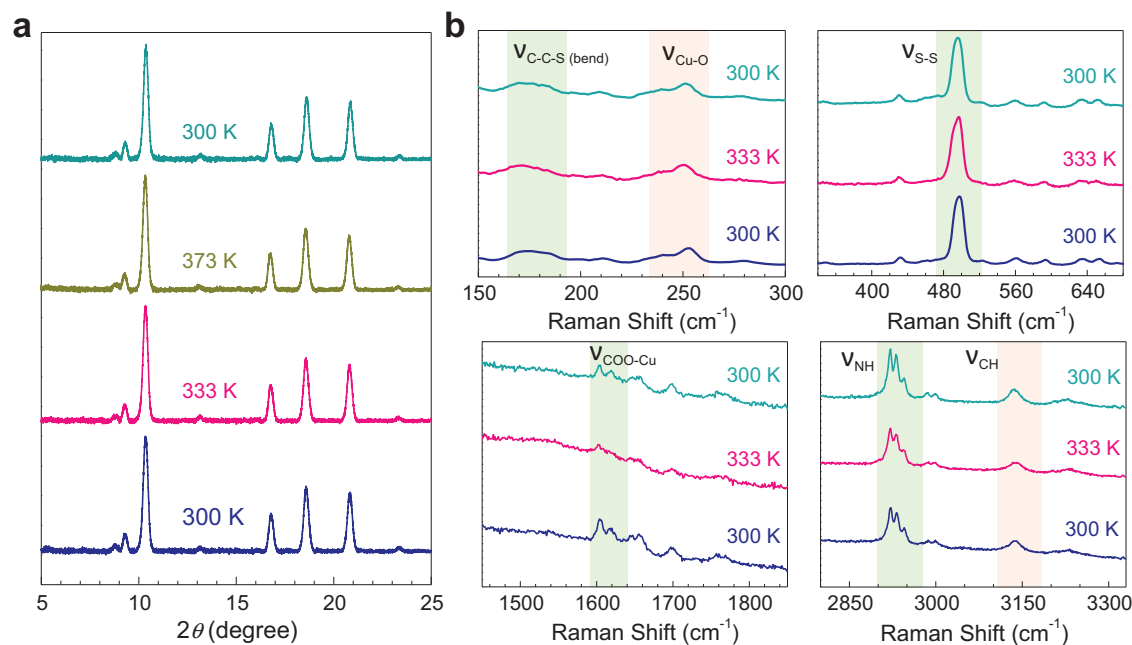 a
300 K
373 K
333 K
300 K
5 10 15 20 25
2θ (degree)
b
νC-C-S (bend) νCu-O
300 K
333 K
300 K
150 200 250 300
Raman Shift (cm-1)
νS-S
300 K
333 K
300 K
400 480 560 640
Raman Shift (cm-1)
νCOO-Cu
300 K
333 K
300 K
1500 1600 1700 1800
Raman Shift (cm-1)
νNH νCH
300 K
333 K
300 K
2850 3000 3150 3300
Raman Shift (cm-1)